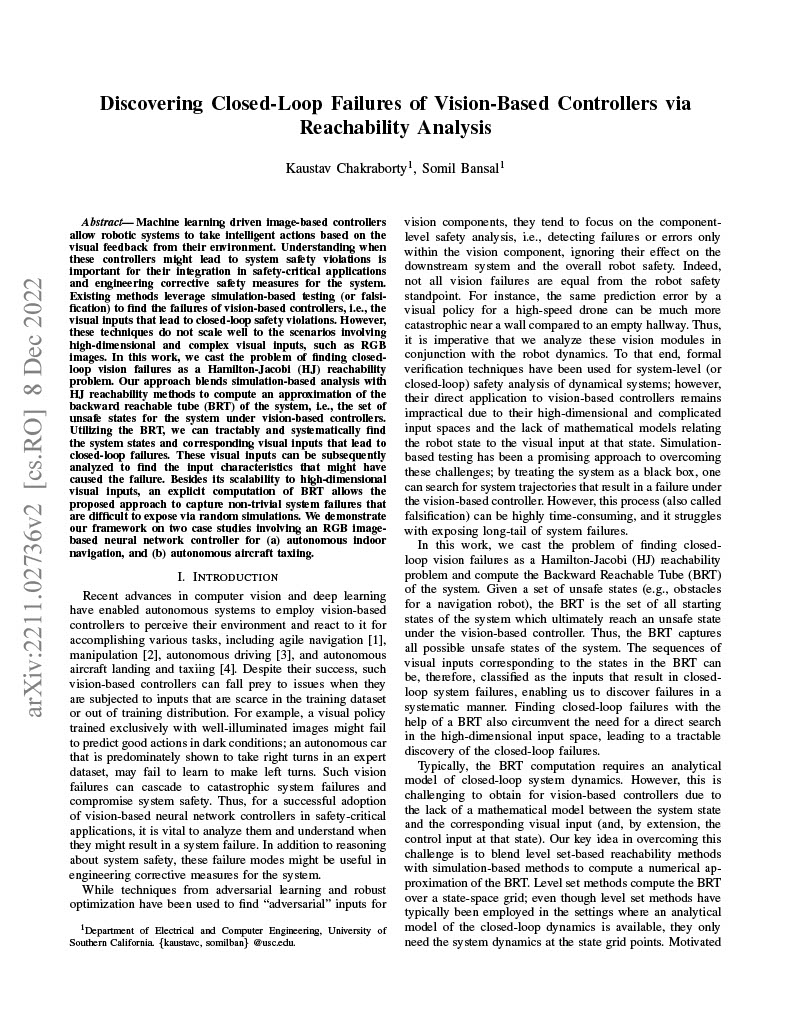 Discovering Closed-Loop Failures of Vision-Based Controllers via
Reachability Analysis
Kaustav Chakraborty1, Somil Bansal1
Abstract— Machine learning driven image-based controllers
allow robotic systems to take intelligent actions based on the
visual feedback from their environment. Understanding when
these controllers might lead to system safety violations is
important for their integration in safety-critical applications
and engineering corrective safety measures for the system.
Existing methods leverage simulation-based testing (or falsi-
fication) to find the failures of vision-based controllers, i.e., the
visual inputs that lead to closed-loop safety violations. However,
these techniques do not scale well to the scenarios involving
high-dimensional and complex visual inputs, such as RGB
images. In this work, we cast the problem of finding closed-
loop vision failures as a Hamilton-Jacobi (HJ) reachability
problem. Our approach blends simulation-based analysis with
HJ reachability methods to compute an approximation of the
backward reachable tube (BRT) of the system, i.e., the set of
unsafe states for the system under vision-based controllers.
Utilizing the BRT, we can tractably and systematically find
the system states and corresponding visual inputs that lead to
closed-loop failures. These visual inputs can be subsequently
analyzed to find the input characteristics that might have
caused the failure. Besides its scalability to high-dimensional
visual inputs, an explicit computation of BRT allows the
proposed approach to capture non-trivial system failures that
are difficult to expose via random simulations. We demonstrate
our framework on two case studies involving an RGB image-
based neural network controller for (a) autonomous indoor
navigation, and (b) autonomous aircraft taxiing.
I. INTRODUCTION
Recent advances in computer vision and deep learning
have enabled autonomous systems to employ vision-based
controllers to perceive their environment and react to it for
accomplishing various tasks, including agile navigation [1],
manipulation [2], autonomous driving [3], and autonomous
aircraft landing and taxiing [4]. Despite their success, such
vision-based controllers can fall prey to issues when they
are subjected to inputs that are scarce in the training dataset
or out of training distribution. For example, a visual policy
trained exclusively with well-illuminated images might fail
to predict good actions in dark conditions; an autonomous car
that is predominately shown to take right turns in an expert
dataset, may fail to learn to make left turns. Such vision
failures can cascade to catastrophic system failures and
compromise system safety. Thus, for a successful adoption
of vision-based neural network controllers in safety-critical
applications, it is vital to analyze them and understand when
they might result in a system failure. In addition to reasoning
about system safety, these failure modes might be useful in
engineering corrective measures for the system.
While techniques from adversarial learning and robust
optimization have been used to find “adversarial” inputs for
1Department of Electrical and Computer Engineering, University of
Southern California. {kaustavc, somilban} @usc.edu.
vision components, they tend to focus on the component-
level safety analysis, i.e., detecting failures or errors only
within the vision component, ignoring their effect on the
downstream system and the overall robot safety. Indeed,
not all vision failures are equal from the robot safety
standpoint. For instance, the same prediction error by a
visual policy for a high-speed drone can be much more
catastrophic near a wall compared to an empty hallway. Thus,
it is imperative that we analyze these vision modules in
conjunction with the robot dynamics. To that end, formal
verification techniques have been used for system-level (or
closed-loop) safety analysis of dynamical systems; however,
their direct application to vision-based controllers remains
impractical due to their high-dimensional and complicated
input spaces and the lack of mathematical models relating
the robot state to the visual input at that state. Simulation-
based testing has been a promising approach to overcoming
these challenges; by treating the system as a black box, one
can search for system trajectories that result in a failure under
the vision-based controller. However, this process (also called
falsification) can be highly time-consuming, and it struggles
with exposing long-tail of system failures.
In this work, we cast the problem of finding closed-
loop vision failures as a Hamilton-Jacobi (HJ) reachability
problem and compute the Backward Reachable Tube (BRT)
of the system. Given a set of unsafe states (e.g., obstacles
for a navigation robot), the BRT is the set of all starting
states of the system which ultimately reach an unsafe state
under the vision-based controller. Thus, the BRT captures
all possible unsafe states of the system. The sequences of
visual inputs corresponding to the states in the BRT can
be, therefore, classified as the inputs that result in closed-
loop system failures, enabling us to discover failures in a
systematic manner. Finding closed-loop failures with the
help of a BRT also circumvent the need for a direct search
in the high-dimensional input space, leading to a tractable
discovery of the closed-loop failures.
Typically, the BRT computation requires an analytical
model of closed-loop system dynamics. However, this is
challenging to obtain for vision-based controllers due to
the lack of a mathematical model between the system state
and the corresponding visual input (and, by extension, the
control input at that state). Our key idea in overcoming this
challenge is to blend level set-based reachability methods
with simulation-based methods to compute a numerical ap-
proximation of the BRT. Level set methods compute the BRT
over a state-space grid; even though level set methods have
typically been employed in the settings where an analytical
model of the closed-loop dynamics is available, they only
need the system dynamics at the state grid points. Motivated
arXiv:2211.02736v2 [cs.RO] 8 Dec 2022